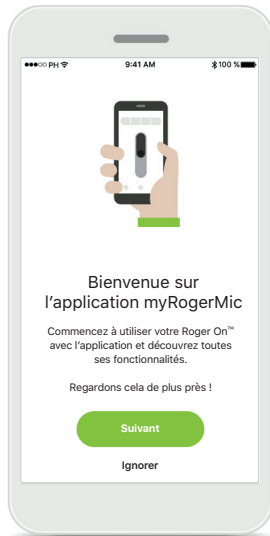 ●●●○○ PH 9:41 AM 100 %
Bienvenue sur
l'application myRogerMic
Commencez à utiliser votre Roger On™
avec l'application et découvrez toutes
ses fonctionnalités.
Regardons cela de plus près !
Suivant
Ignorer